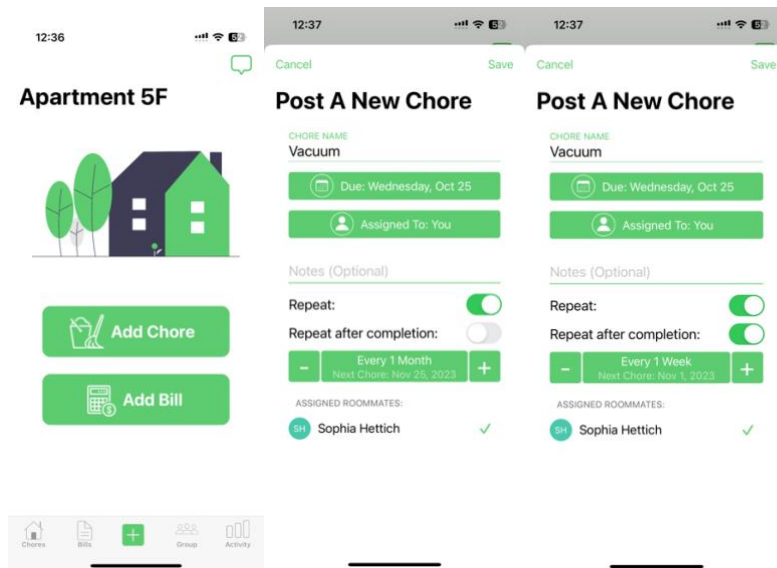 12:36
52
Apartment 5F
Add Chore
Add Bill
Chores
Bills
Group
Activity
12:37
Cancel
Save
Post A New Chore
CHORE NAME
Vacuum
Due: Wednesday, Oct 25
Assigned To: You
Notes (Optional)
Repeat:
Repeat after completion:
- Every 1 Month +
Next Chore: Nov 25, 2023
ASSIGNED ROOMMATES:
SH Sophia Hettich
12:37
Cancel
Save
Post A New Chore
CHORE NAME
Vacuum
Due: Wednesday, Oct 25
Assigned To: You
Notes (Optional)
Repeat:
Repeat after completion:
- Every 1 Week +
Next Chore: Nov 1, 2023
ASSIGNED ROOMMATES:
SH Sophia Hettich